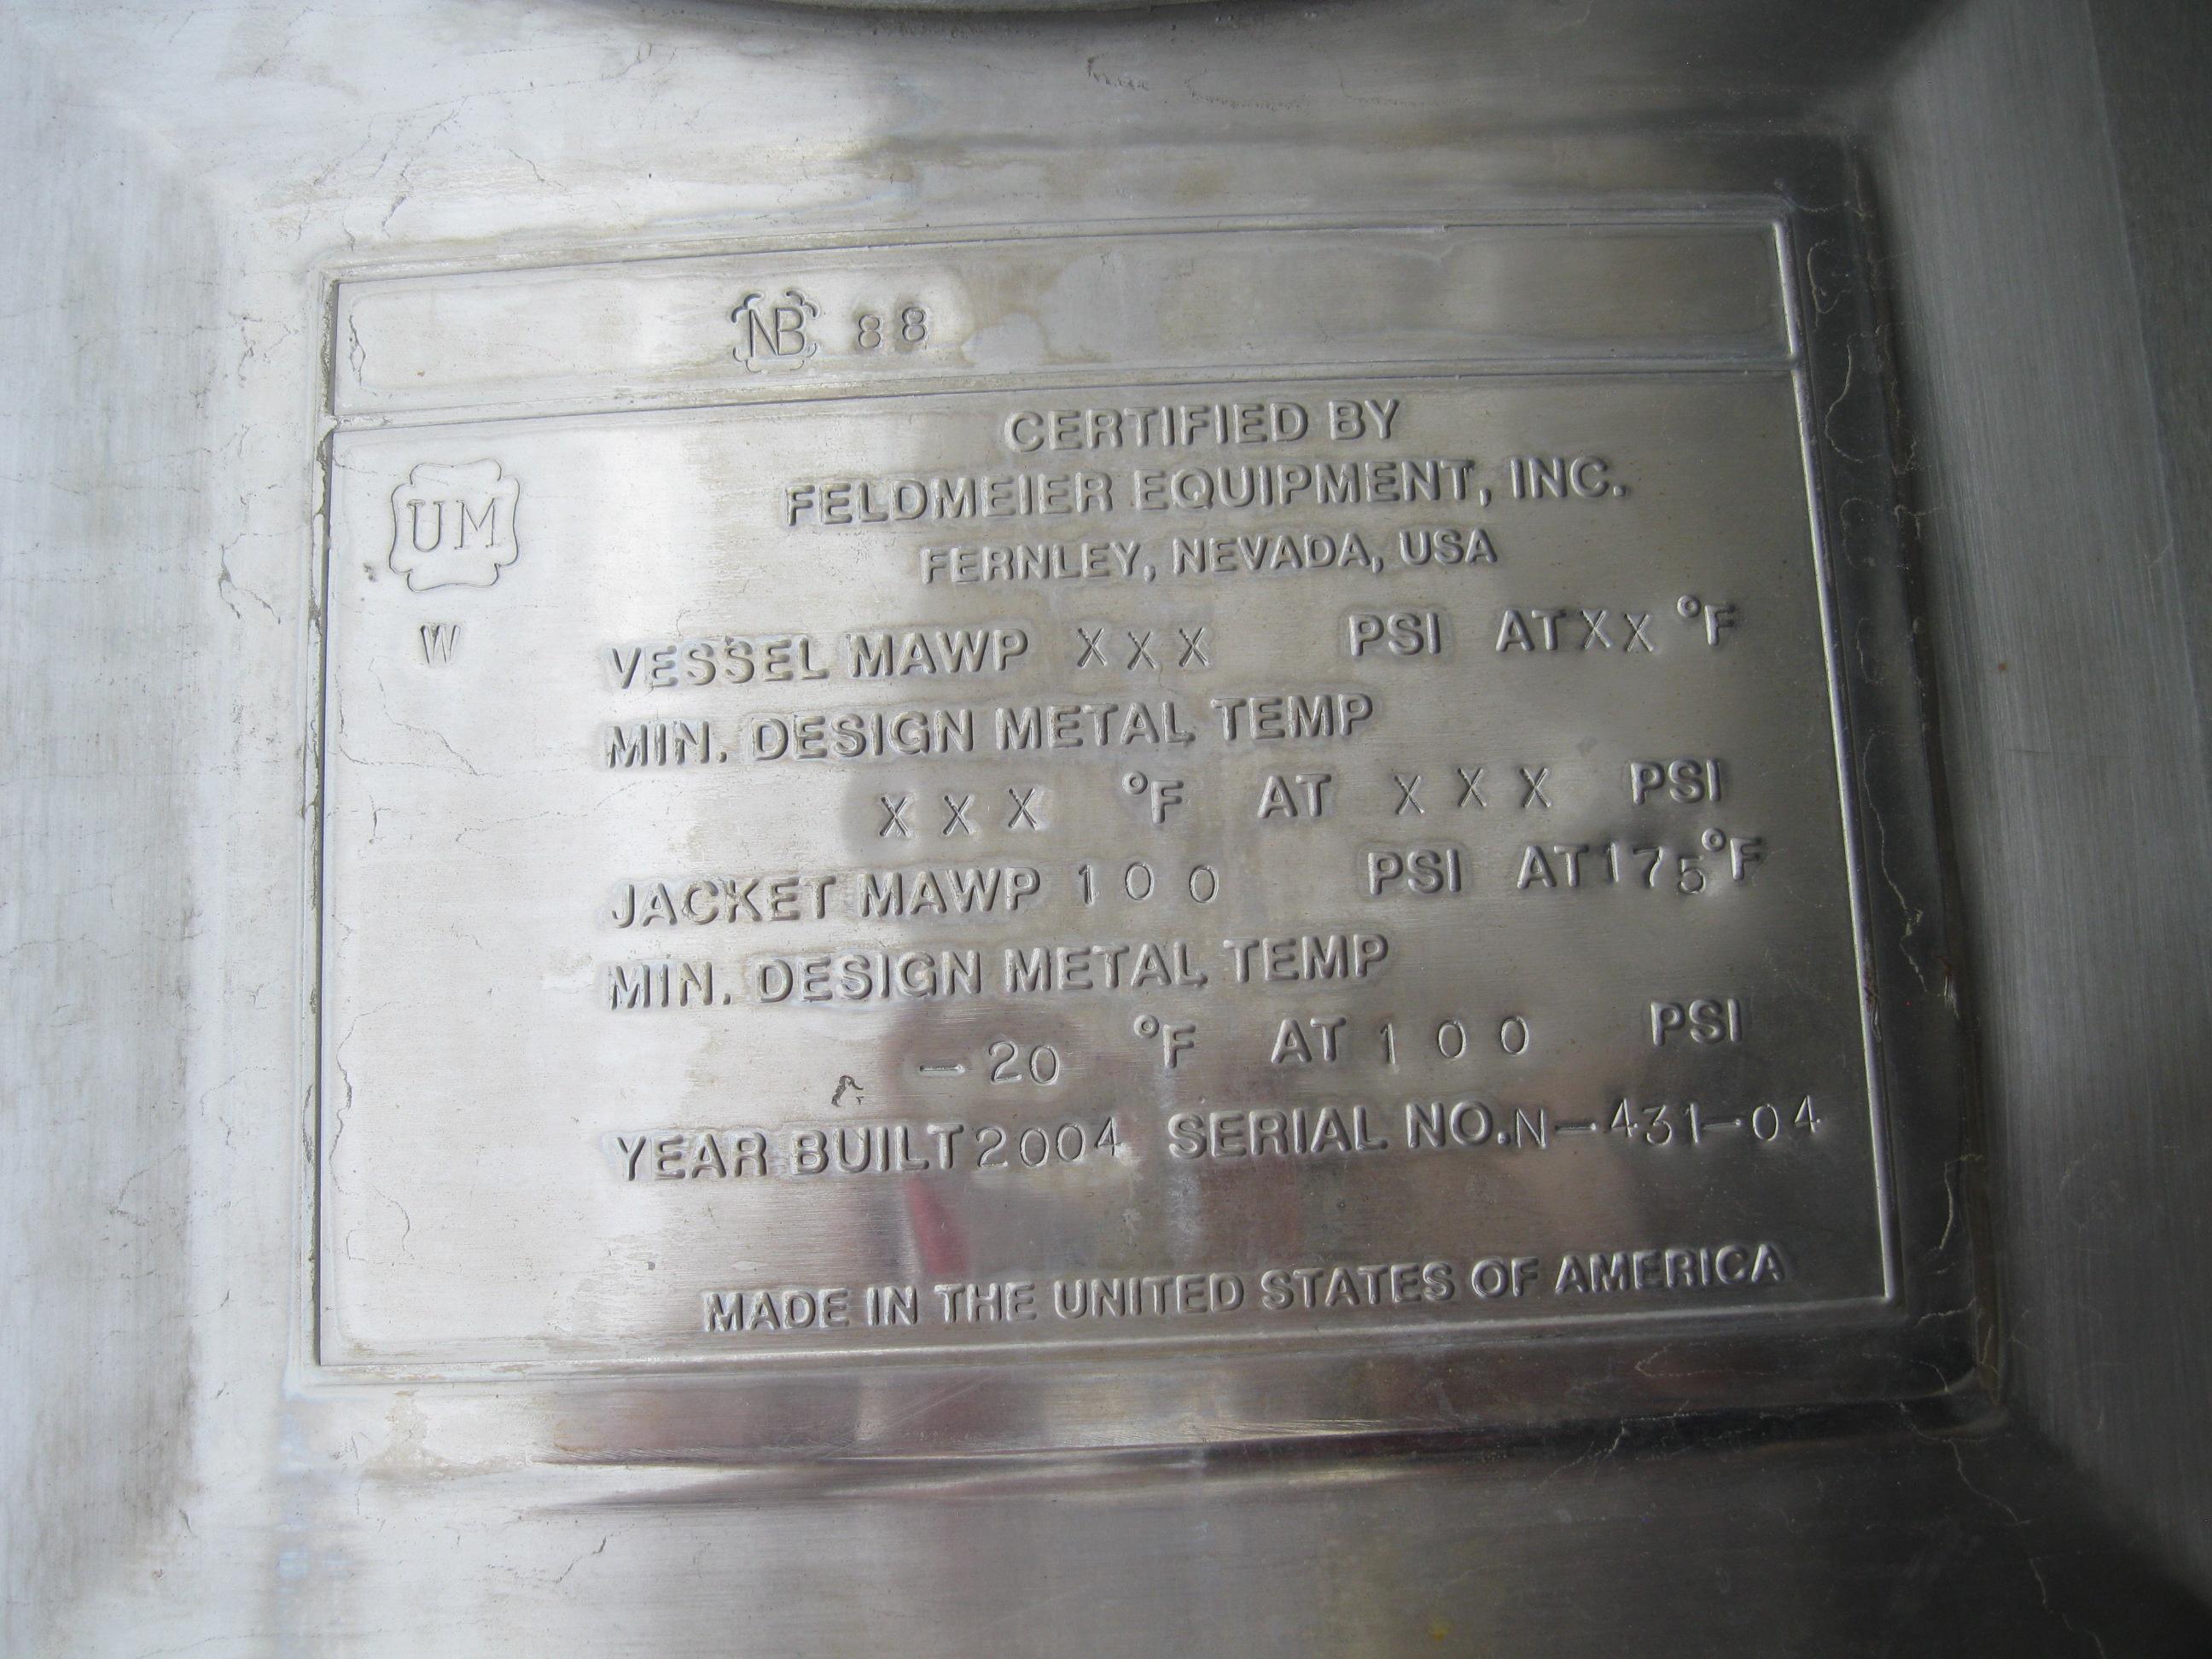 NB 88
CERTIFIED BY
FELDMEIER EQUIPMENT, INC.
FERNLEY, NEVADA, USA
UM
W
VESSEL MAWP XXX PSI AT XX °F
MIN. DESIGN METAL TEMP
XXX °F AT XXX PSI
JACKET MAWP 100 PSI AT 175 °F
MIN. DESIGN METAL TEMP
-20 °F AT 100 PSI
YEAR BUILT 2004 SERIAL NO. N-431-04
MADE IN THE UNITED STATES OF AMERICA